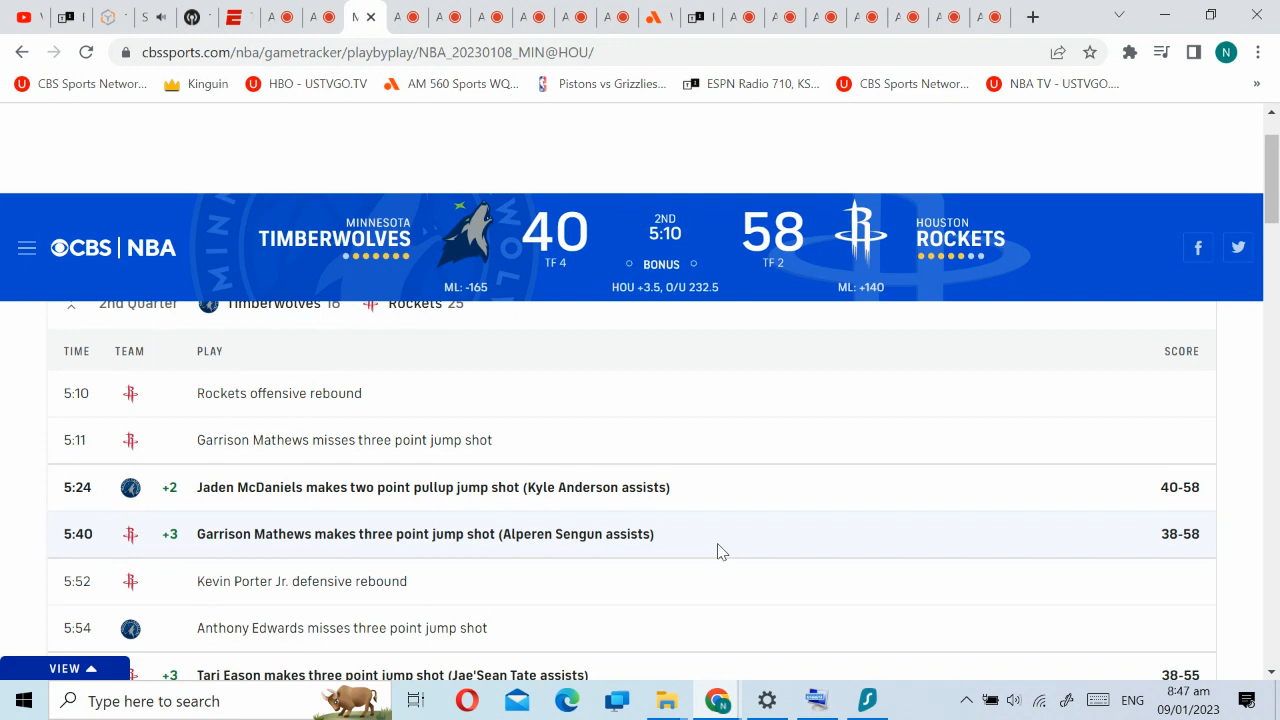 cbssports.com/nba/gametracker/playbyplay/NBA_20230108_MIN@HOU/
CBS Sports Networ... Kinguin HBO - USTVGO.TV AM 560 Sports WQ... Pistons vs Grizzlies... ESPN Radio 710, KS... CBS Sports Networ... NBA TV - USTVGO....
CBS | NBA
MINNESOTA
TIMBERWOLVES
40
TF 4
ML: -165
2ND
5:10
BONUS
HOU +3.5, O/U 232.5
58
TF 2
ML: +140
HOUSTON
ROCKETS
2nd Quarter Timberwolves 16 Rockets 25
TIME TEAM PLAY SCORE
5:10 Rockets offensive rebound
5:11 Garrison Mathews misses three point jump shot
5:24 +2 Jaden McDaniels makes two point pullup jump shot (Kyle Anderson assists) 40-58
5:40 +3 Garrison Mathews makes three point jump shot (Alperen Sengun assists) 38-58
5:52 Kevin Porter Jr. defensive rebound
5:54 Anthony Edwards misses three point jump shot
+3 Tari Eason makes three point jump shot (Jae'Sean Tate assists) 38-55
VIEW
Type here to search
ENG
8:47 am
09/01/2023